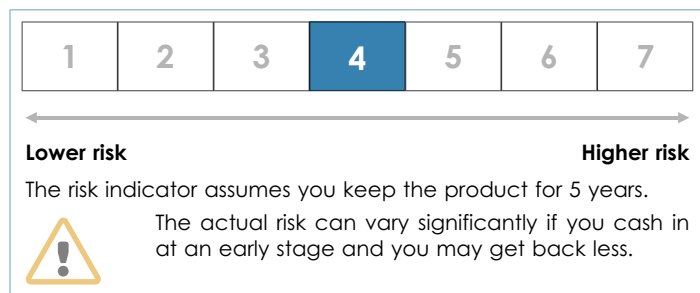 1 2 3 4 5 6 7
Lower risk Higher risk
The risk indicator assumes you keep the product for 5 years.
The actual risk can vary significantly if you cash in
at an early stage and you may get back less.